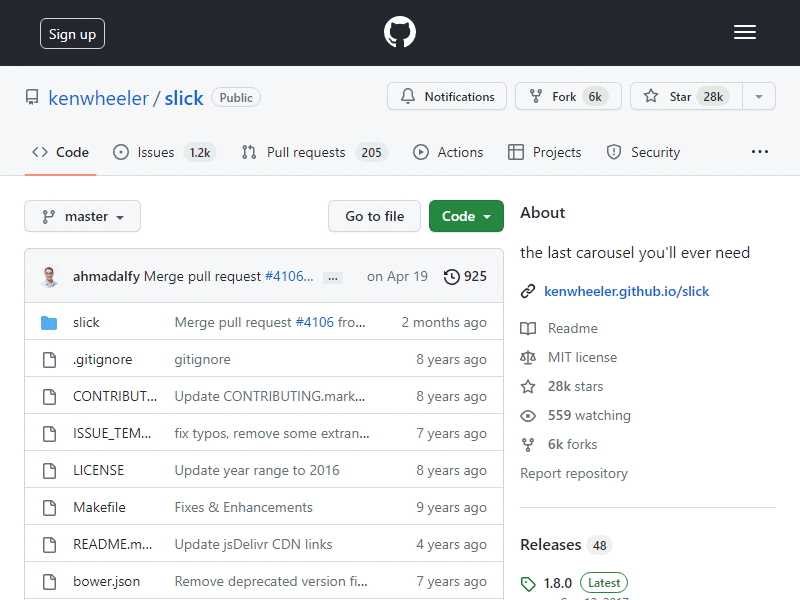 Sign up
kenwheeler / slick Public
Notifications Fork 6k Star 28k
Code Issues 1.2k Pull requests 205 Actions Projects Security ...
master Go to file Code
ahmadalfy Merge pull request #4106... ... on Apr 19 925
slick Merge pull request #4106 fro... 2 months ago
.gitignore gitignore 8 years ago
CONTRIBUT... Update CONTRIBUTING.mark... 8 years ago
ISSUE_TEM... fix typos, remove some extran... 7 years ago
LICENSE Update year range to 2016 8 years ago
Makefile Fixes & Enhancements 9 years ago
README.m... Update jsDelivr CDN links 4 years ago
bower.json Remove deprecated version fi... 7 years ago
About
the last carousel you'll ever need
kenwheeler.github.io/slick
Readme
MIT license
28k stars
559 watching
6k forks
Report repository
Releases 48
1.8.0 Latest